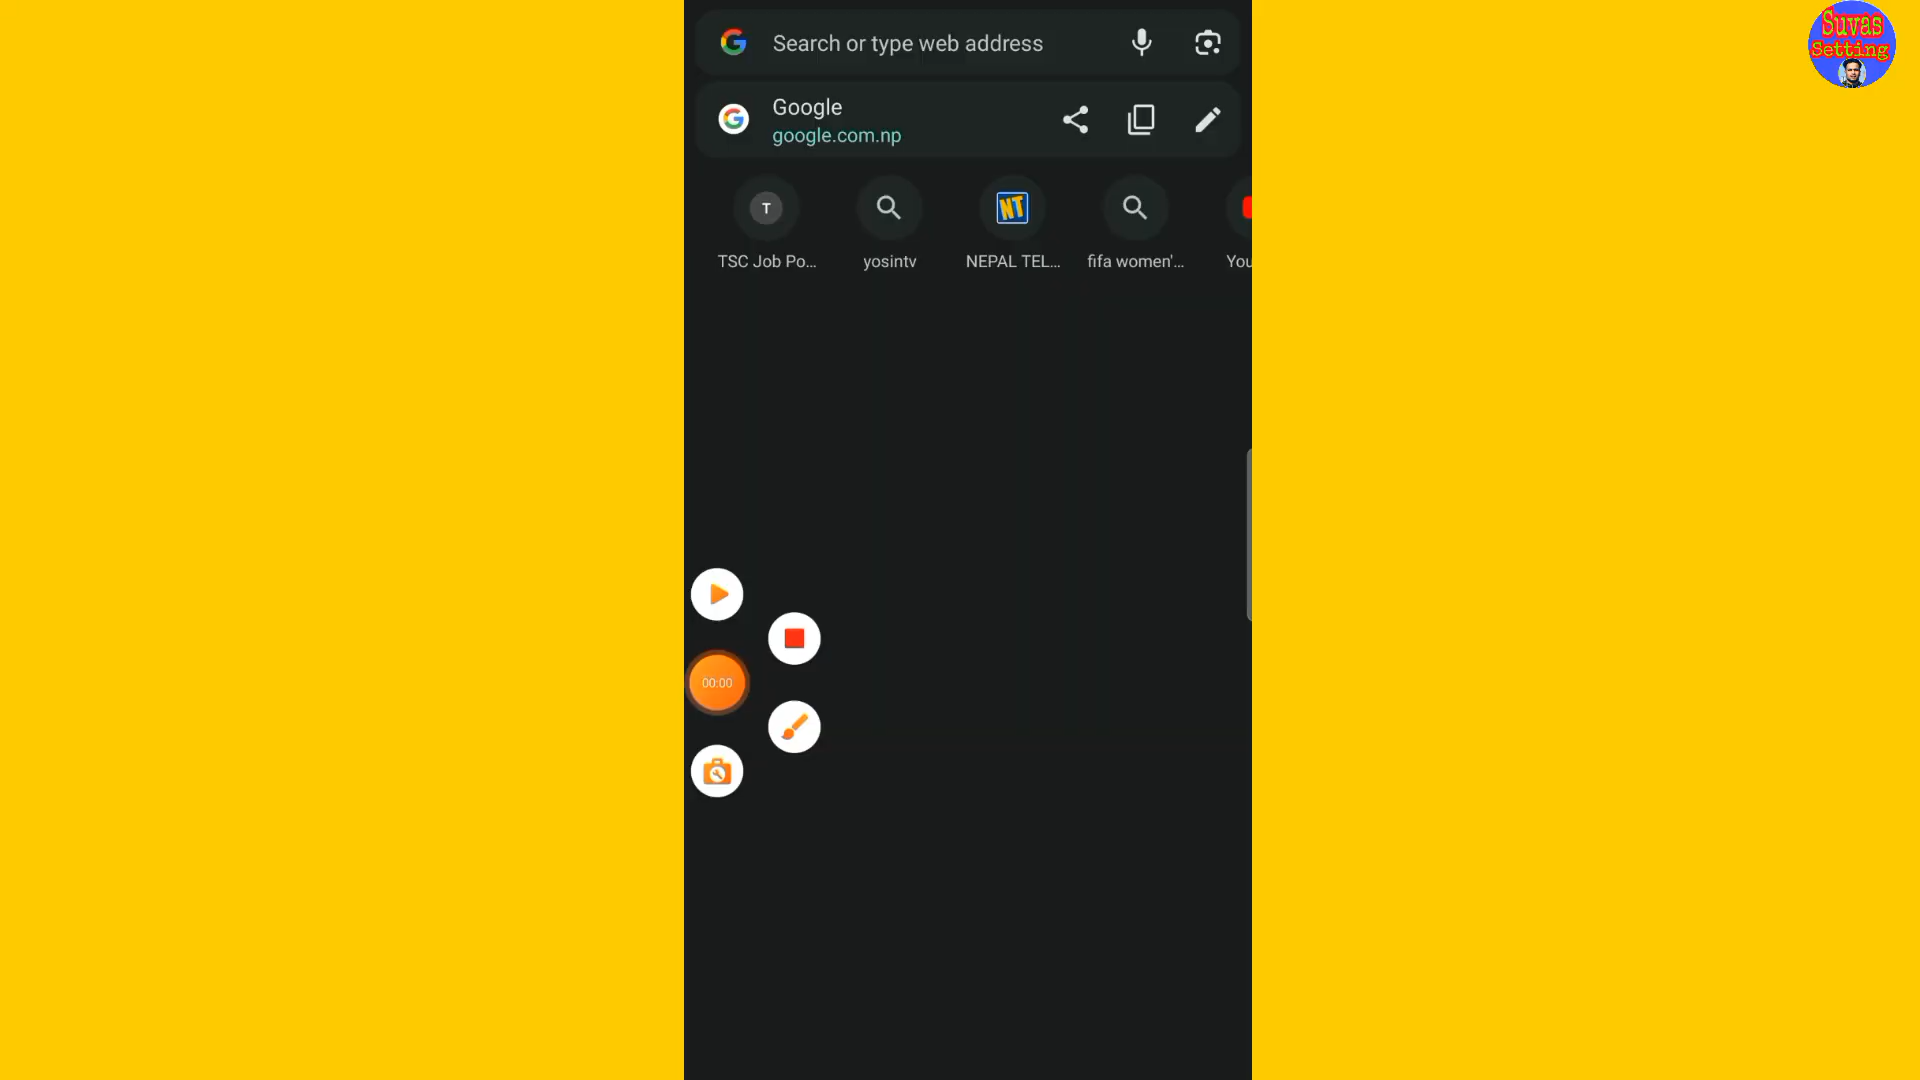 Suvas
Setting
Search or type web address
Google
google.com.np
T
NT
TSC Job Po...
yosintv
NEPAL TEL...
fifa women'...
You
00:00